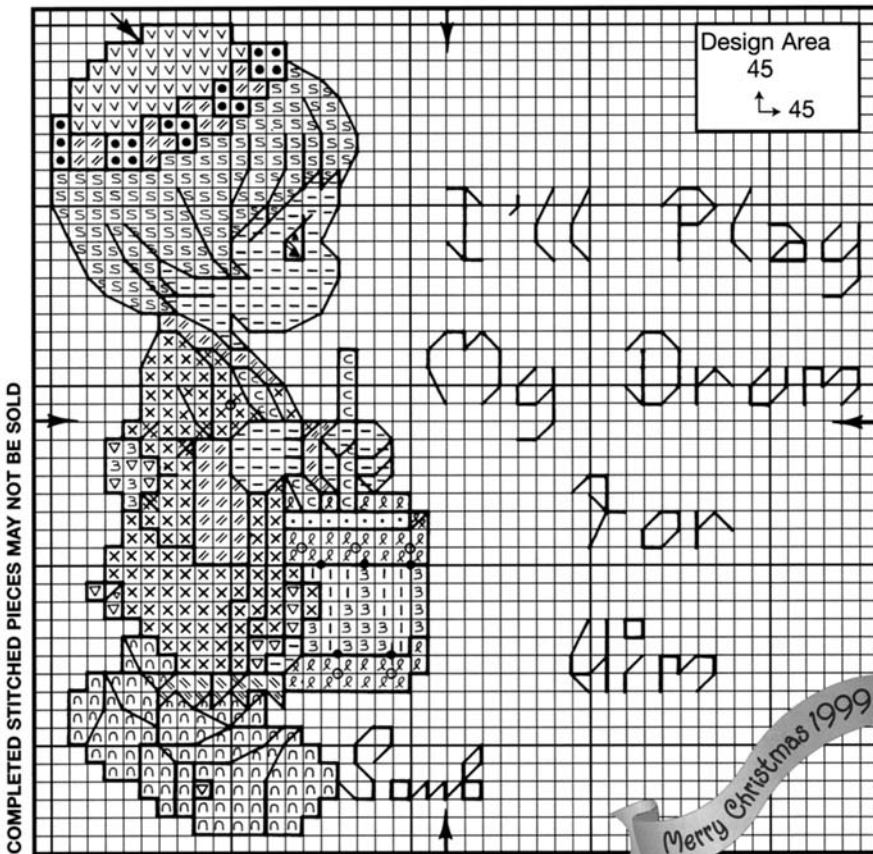 Design Area
45
45
I'll Play
My Drum
For
Him
Samb
Merry Christmas 1999
COMPLETED STITCHED PIECES MAY NOT BE SOLD